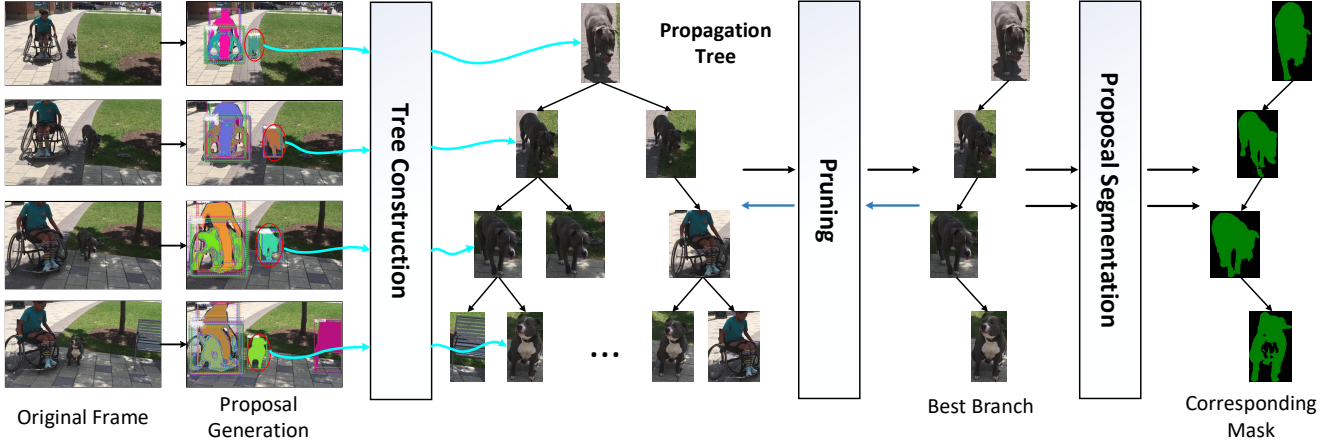 Propagation
Tree
Tree Construction
Pruning
Proposal Segmentation
...
Original Frame
Proposal
Generation
Best Branch
Corresponding
Mask